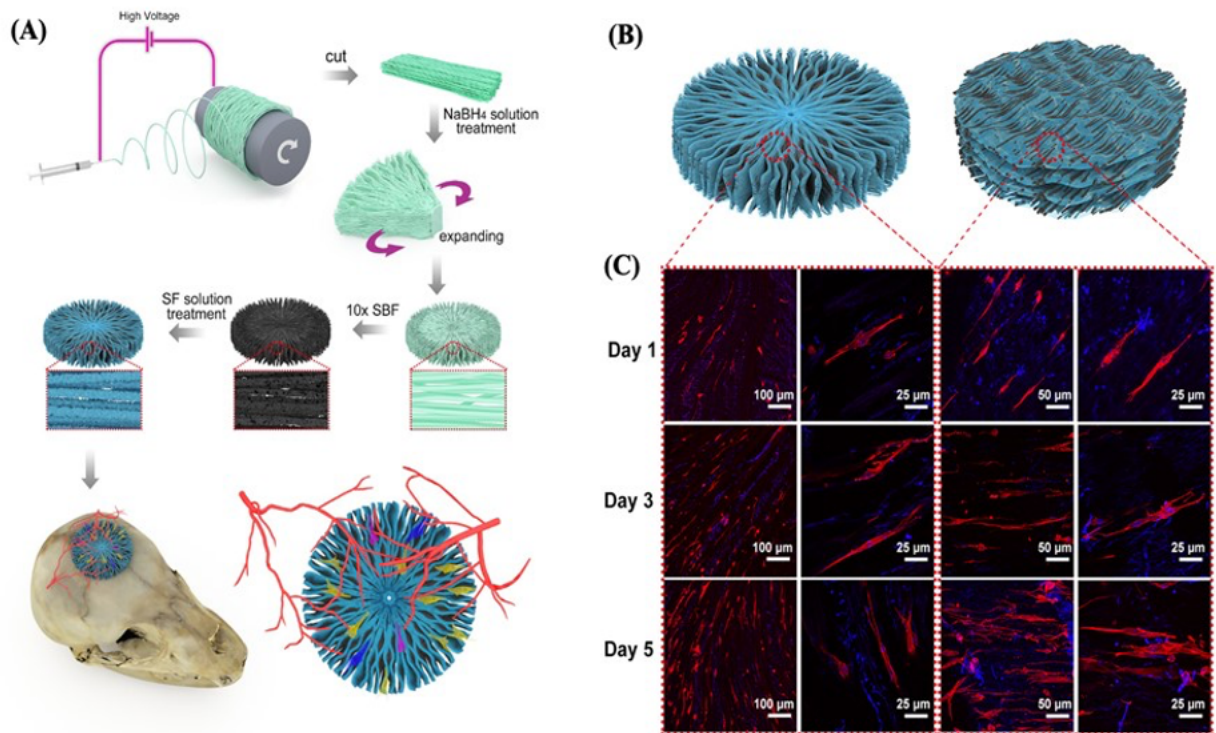 (A)
High Voltage
cut
NaBH4 solution
treatment
expanding
SF solution
treatment
10x SBF
(B)
(C)
Day 1
100 µm
25 µm
50 µm
25 µm
Day 3
100 µm
25 µm
50 µm
25 µm
Day 5
100 µm
25 µm
50 µm
25 µm